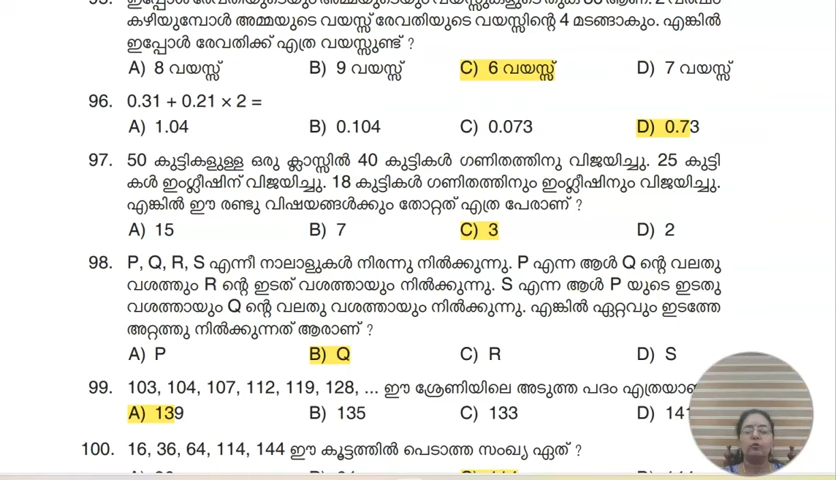 കഴിയുമ്പോൾ അമ്മയുടെ വയസ്സ് രേവതിയുടെ വയസ്സിന്റെ 4 മടങ്ങാകും. എങ്കിൽ
ഇപ്പോൾ രേവതിക്ക് എത്ര വയസ്സുണ്ട് ?
A) 8 വയസ്സ് B) 9 വയസ്സ് C) 6 വയസ്സ് D) 7 വയസ്സ്
96. 0.31 + 0.21 × 2 =
A) 1.04 B) 0.104 C) 0.073 D) 0.73
97. 50 കുട്ടികളുള്ള ഒരു ക്ലാസ്സിൽ 40 കുട്ടികൾ ഗണിതത്തിനു വിജയിച്ചു. 25 കുട്ടി
കൾ ഇംഗ്ലീഷിന് വിജയിച്ചു. 18 കുട്ടികൾ ഗണിതത്തിനും ഇംഗ്ലീഷിനും വിജയിച്ചു.
എങ്കിൽ ഈ രണ്ടു വിഷയങ്ങൾക്കും തോറ്റത് എത്ര പേരാണ് ?
A) 15 B) 7 C) 3 D) 2
98. P, Q, R, S എന്നീ നാലാളുകൾ നിരന്നു നിൽക്കുന്നു. P എന്ന ആൾ Q ന്റെ വലതു
വശത്തും R ന്റെ ഇടത് വശത്തായും നിൽക്കുന്നു. S എന്ന ആൾ P യുടെ ഇടതു
വശത്തായും Q ന്റെ വലതു വശത്തായും നിൽക്കുന്നു. എങ്കിൽ ഏറ്റവും ഇടത്തേ
അറ്റത്തു നിൽക്കുന്നത് ആരാണ് ?
A) P B) Q C) R D) S
99. 103, 104, 107, 112, 119, 128, ... ഈ ശ്രേണിയിലെ അടുത്ത പദം
A) 139 B) 135 C) 133 D) 141
100. 16, 36, 64, 114, 144 ഈ കൂട്ടത്തിൽ പെടാത്ത സംഖ്യ ഏത് ?